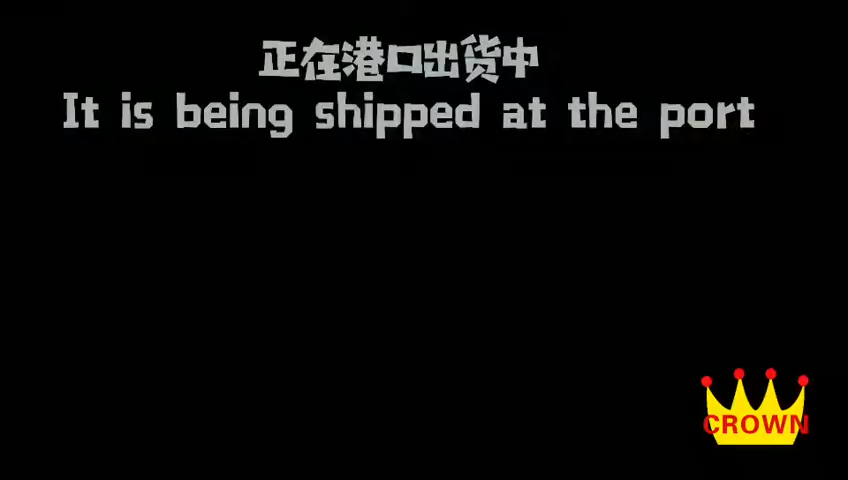 正在港口出货中
It is being shipped at the port
CROWN